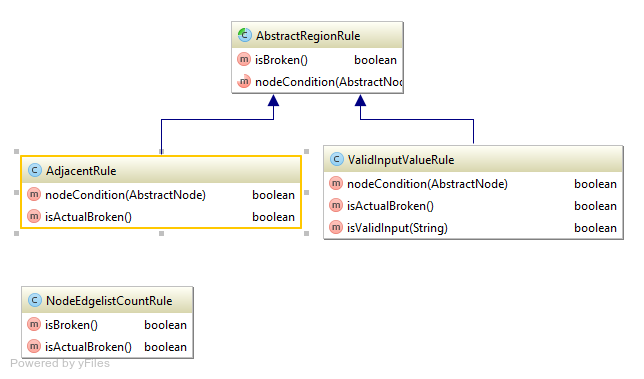 AbstractRegionRule
isBroken() boolean
nodeCondition(AbstractNod
AdjacentRule
nodeCondition(AbstractNode) boolean
isActualBroken() boolean
ValidInputValueRule
nodeCondition(AbstractNode) boolean
isActualBroken() boolean
isValidInput(String) boolean
NodeEdgelistCountRule
isBroken() boolean
isActualBroken() boolean
Powered by yFiles